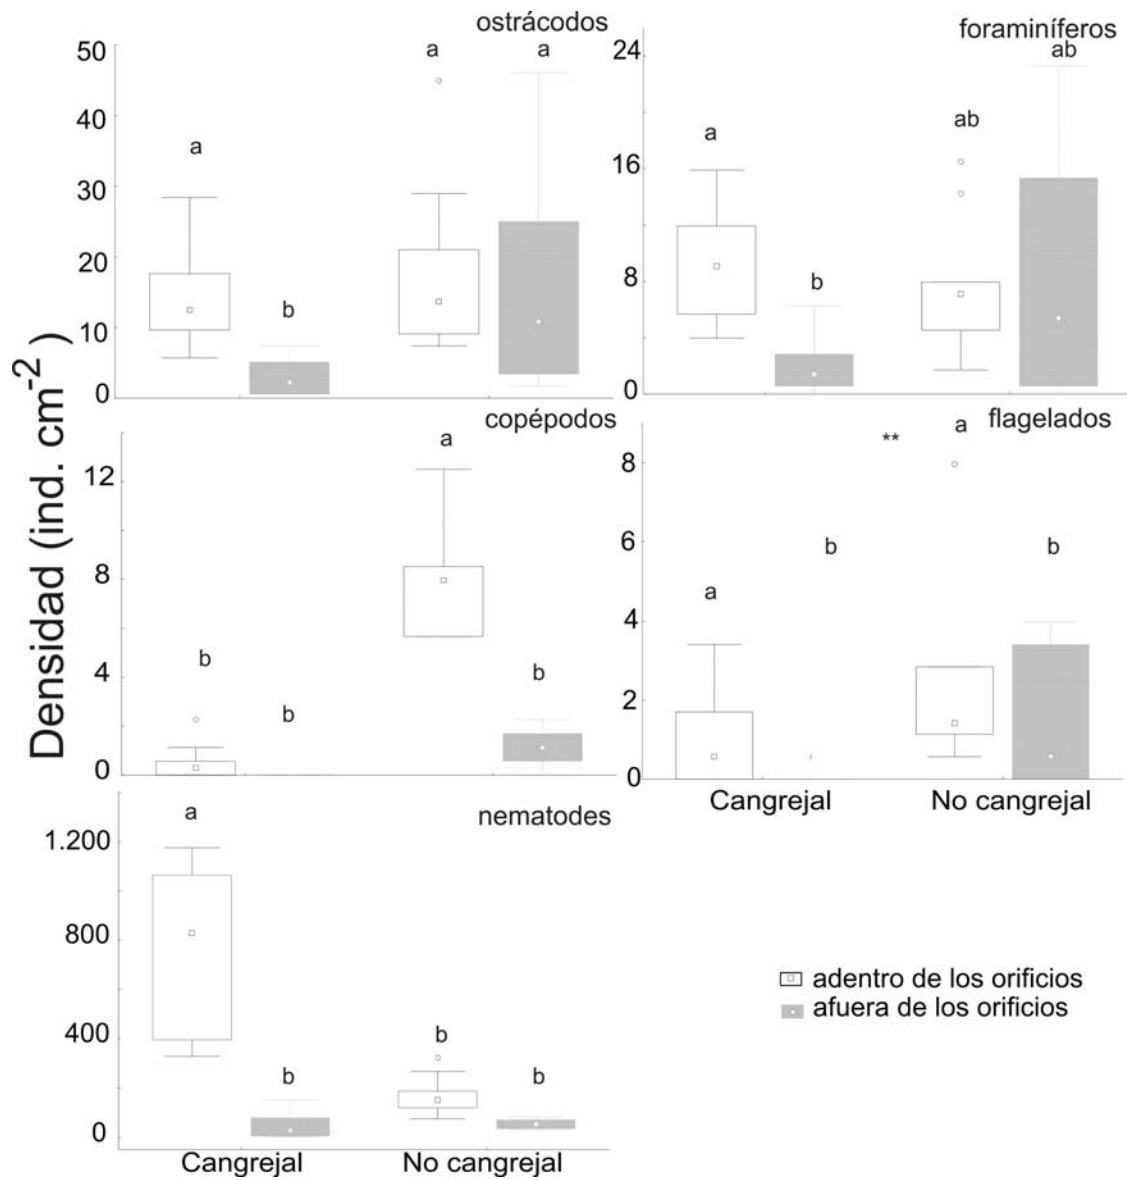 Densidad (ind. cm-2)
ostrácodos
50
40
30
20
10
0
a
b
a
a
foraminíferos
24
16
8
0
a
b
ab
ab
copépodos
12
8
4
0
b
b
a
b
flagelados
8
6
4
2
0
a
b
**
a
b
Cangrejal No cangrejal
nematodes
1.200
800
400
0
a
b
b
b
Cangrejal No cangrejal
adentro de los orificios
afuera de los orificios